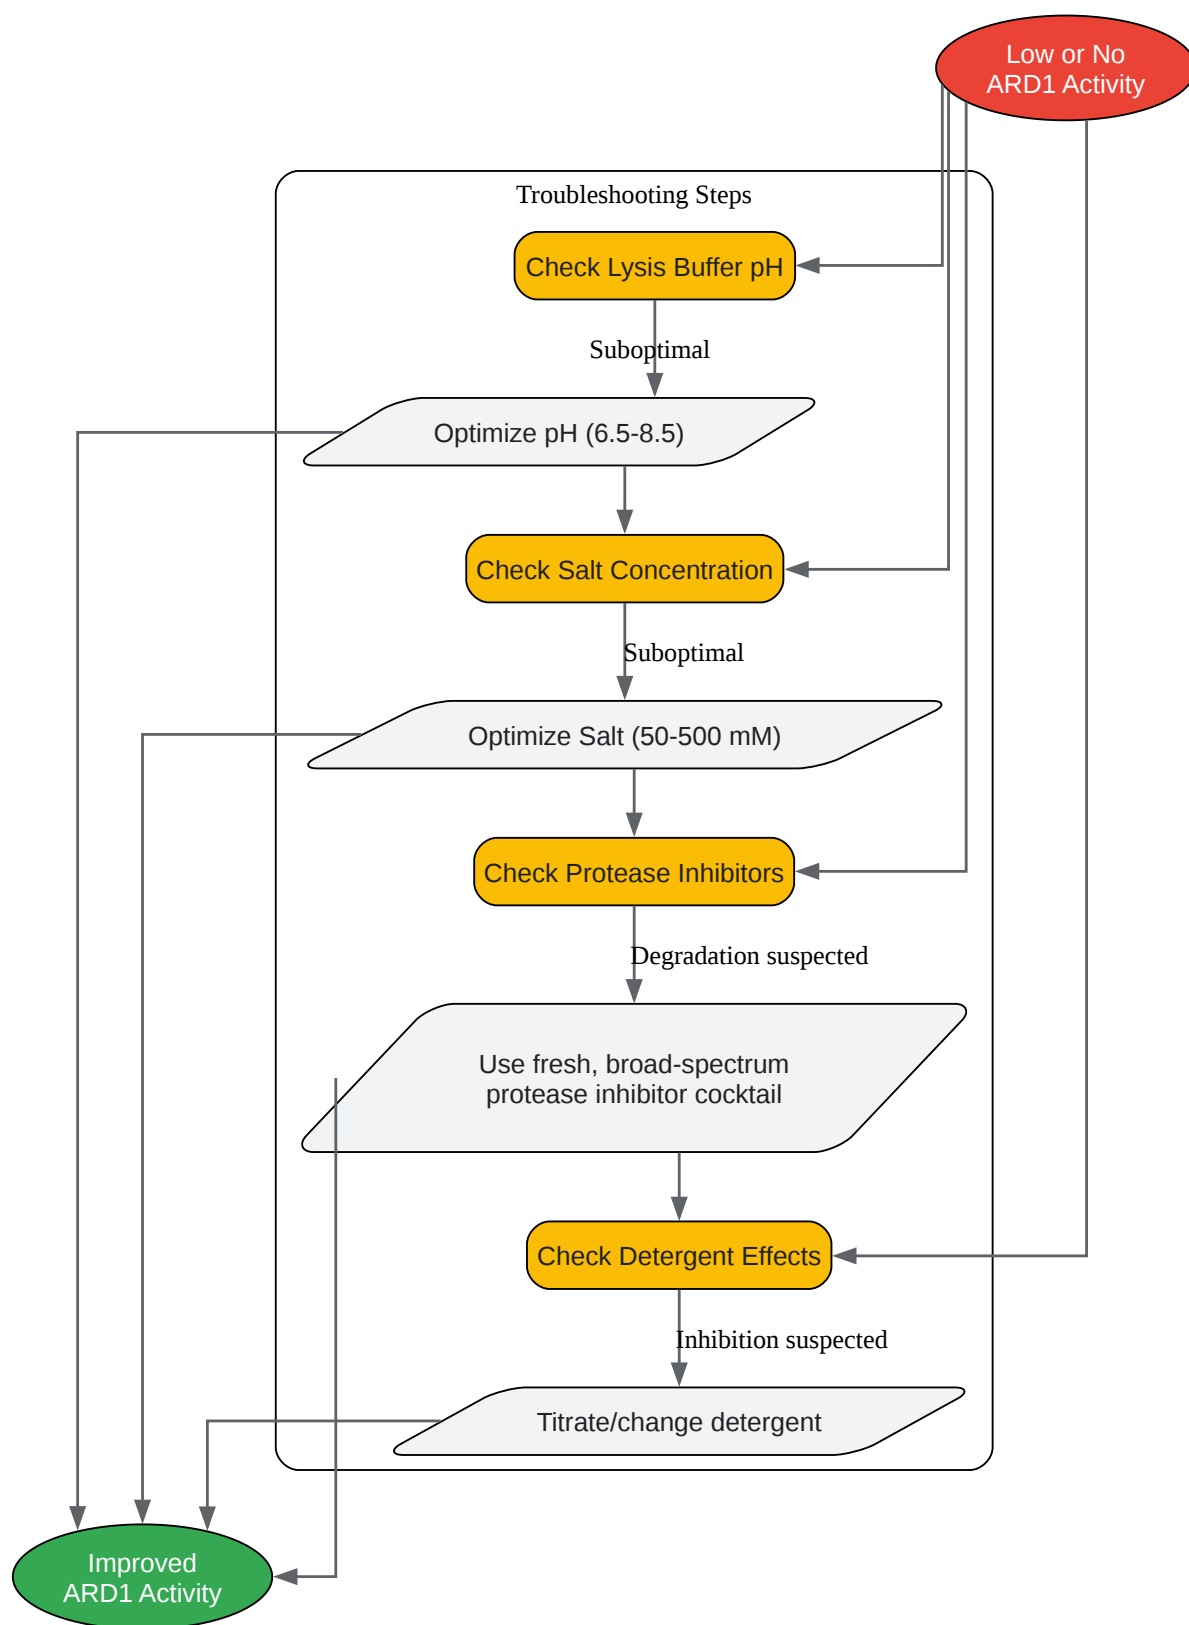 Low or No
ARD1 Activity
Troubleshooting Steps
Check Lysis Buffer pH
Suboptimal
Optimize pH (6.5-8.5)
Check Salt Concentration
Suboptimal
Optimize Salt (50-500 mM)
Check Protease Inhibitors
Degradation suspected
Use fresh, broad-spectrum
protease inhibitor cocktail
Check Detergent Effects
Inhibition suspected
Titrate/change detergent
Improved
ARD1 Activity